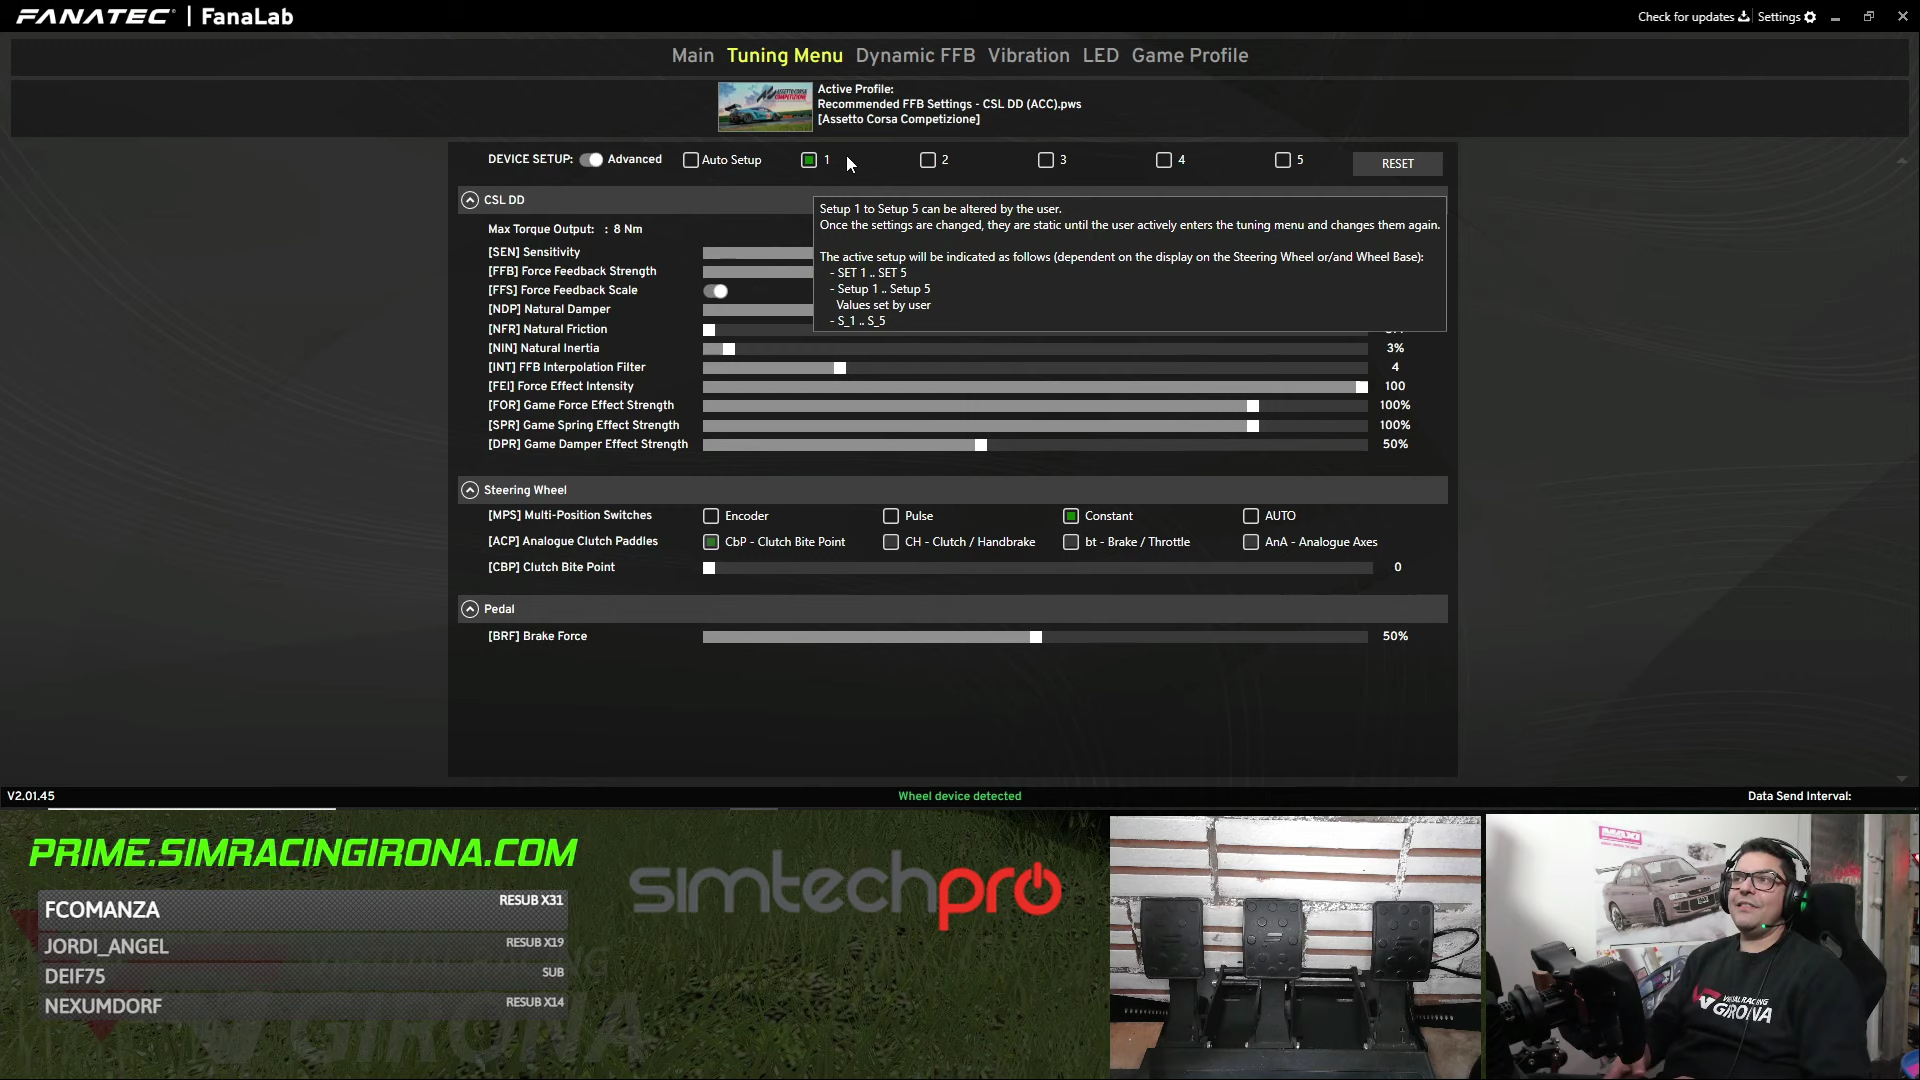 FANATEC | FanaLab
Check for updates Settings
Main Tuning Menu Dynamic FFB Vibration LED Game Profile
Active Profile:
Recommended FFB Settings - CSL DD (ACC).pws
[Assetto Corsa Competizione]
DEVICE SETUP: Advanced Auto Setup 1 2 3 4 5 RESET
CSL DD
Setup 1 to Setup 5 can be altered by the user.
Once the settings are changed, they are static until the user actively enters the tuning menu and changes them again.
The active setup will be indicated as follows (dependent on the display on the Steering Wheel or/and Wheel Base):
- SET 1 .. SET 5
- Setup 1 .. Setup 5
Values set by user
- S_1 .. S_5
Max Torque Output: : 8 Nm
[SEN] Sensitivity
[FFB] Force Feedback Strength
[FFS] Force Feedback Scale
[NDP] Natural Damper
[NFR] Natural Friction
[NIN] Natural Inertia 3%
[INT] FFB Interpolation Filter 4
[FEI] Force Effect Intensity 100
[FOR] Game Force Effect Strength 100%
[SPR] Game Spring Effect Strength 100%
[DPR] Game Damper Effect Strength 50%
Steering Wheel
[MPS] Multi-Position Switches Encoder Pulse Constant AUTO
[ACP] Analogue Clutch Paddles CbP - Clutch Bite Point CH - Clutch / Handbrake bt - Brake / Throttle AnA - Analogue Axes
[CBP] Clutch Bite Point 0
Pedal
[BRF] Brake Force 50%
V2.01.45 Wheel device detected Data Send Interval:
PRIME.SIMRACINGIRONA.COM
simtechpro
FCOMANZA RESUB X31
JORDI_ANGEL RESUB X19
DEIF75 SUB
NEXUMDORF RESUB X14
GIRONA
VIRTUAL RACING
GIRONA